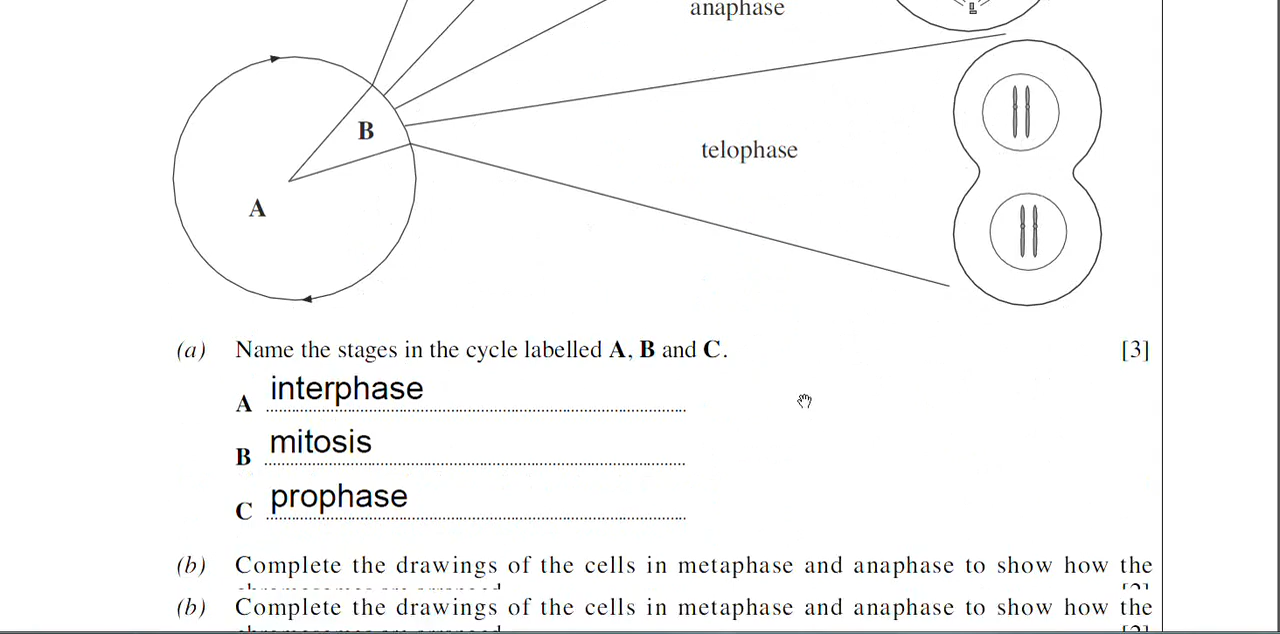 anaphase
B
telophase
A
(a) Name the stages in the cycle labelled A, B and C. [3]
A interphase
B mitosis
C prophase
(b) Complete the drawings of the cells in metaphase and anaphase to show how the
(b) Complete the drawings of the cells in metaphase and anaphase to show how the